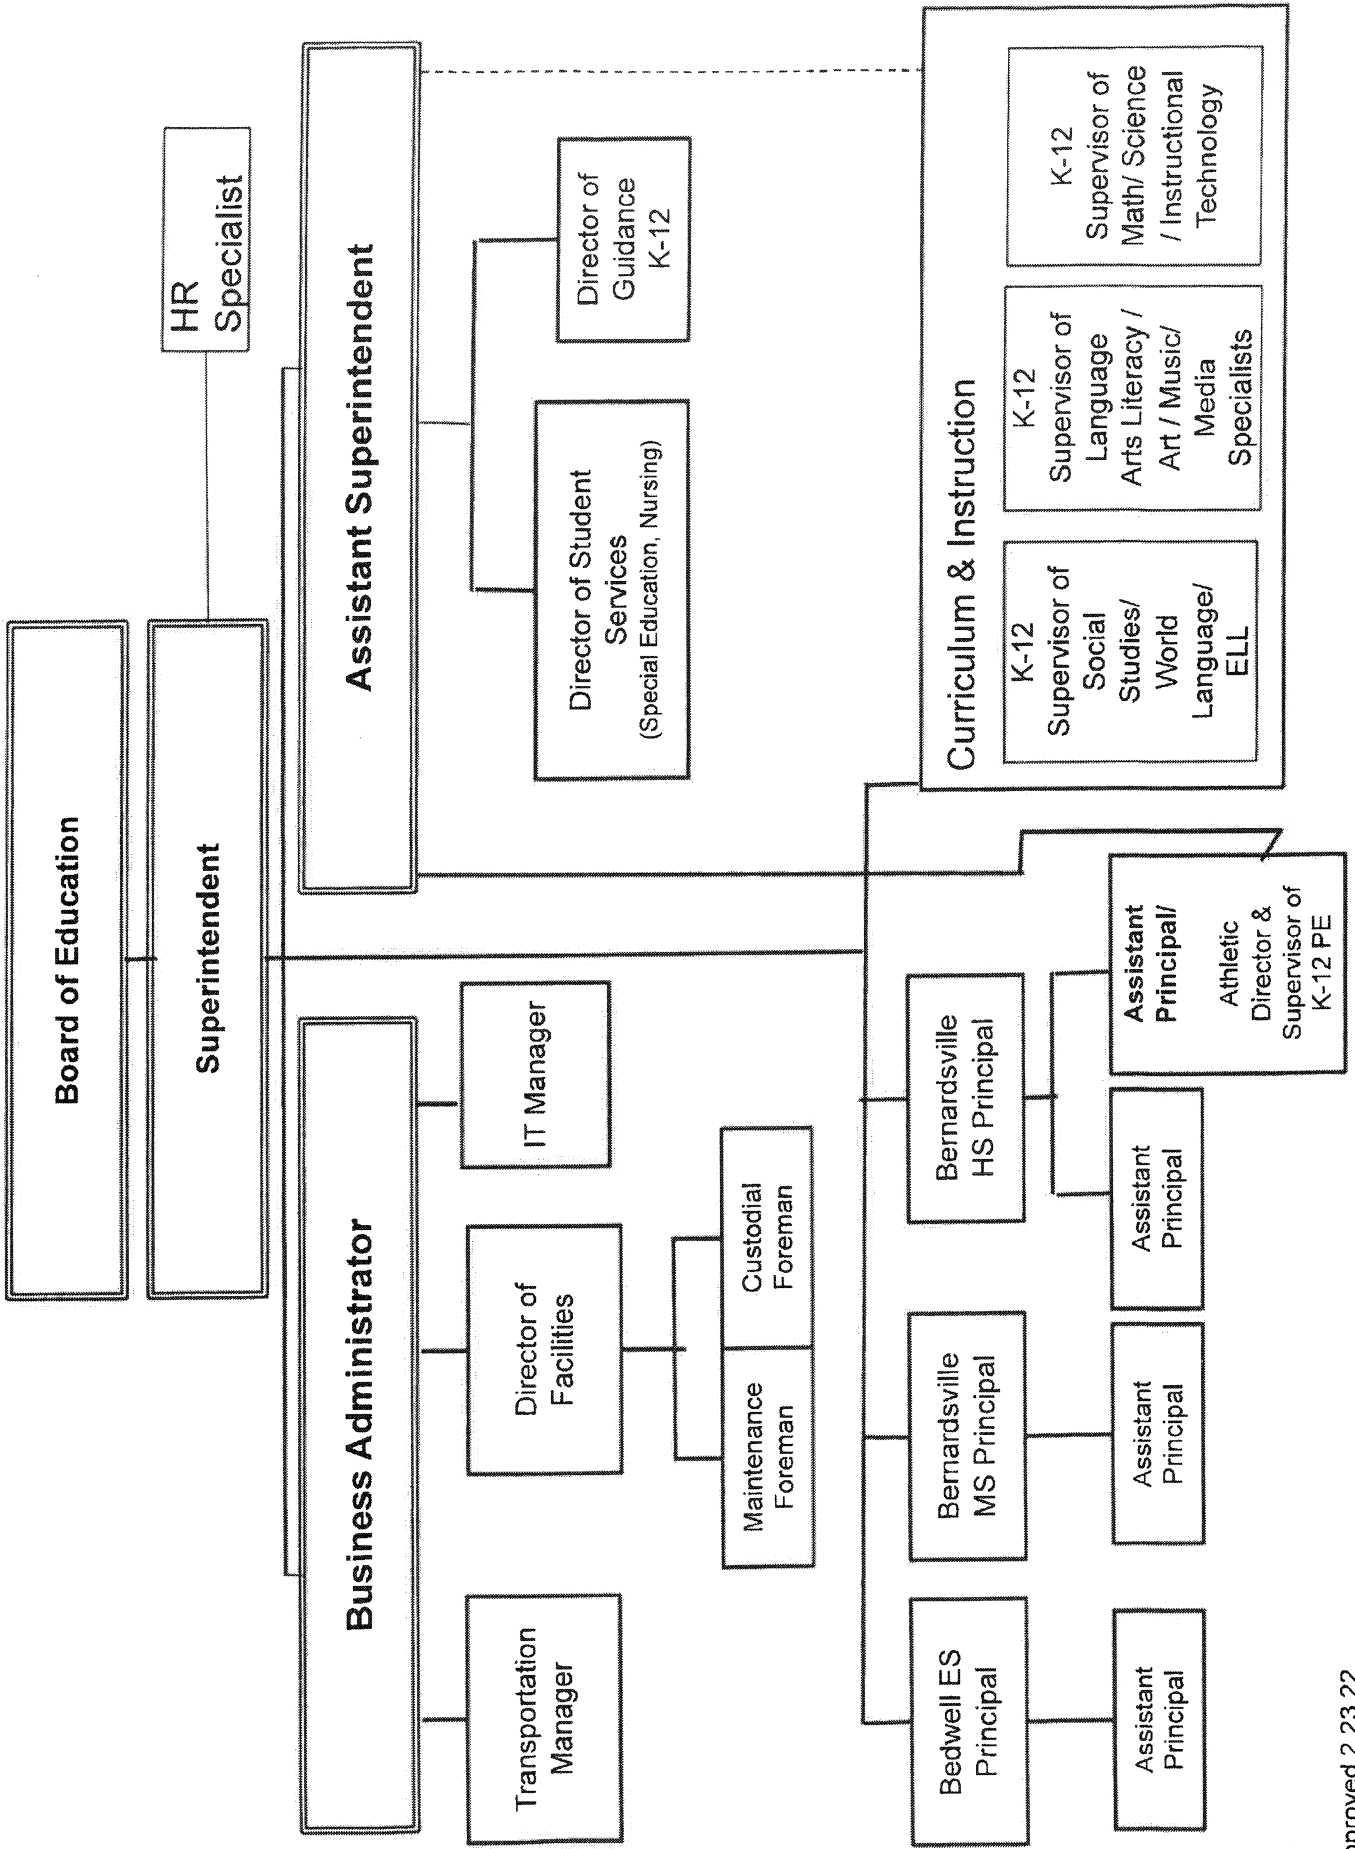 Board of Education
Superintendent
HR
Specialist
Business Administrator
Assistant Superintendent
Transportation
Manager
Director of
Facilities
IT Manager
Maintenance
Foreman
Custodial
Foreman
Director of Student
Services
(Special Education, Nursing)
Director of
Guidance
K-12
Bedwell ES
Principal
Bernardsville
MS Principal
Bernardsville
HS Principal
Assistant
Principal
Assistant
Principal
Assistant
Principal
Assistant
Principal/
Athletic
Director &
Supervisor of
K-12 PE
Curriculum & Instruction
K-12
Supervisor of
Social
Studies/
World
Language/
ELL
K-12
Supervisor of
Language
Arts Literacy /
Art / Music/
Media
Specialists
K-12
Supervisor of
Math/ Science
/ Instructional
Technology
2.23.22